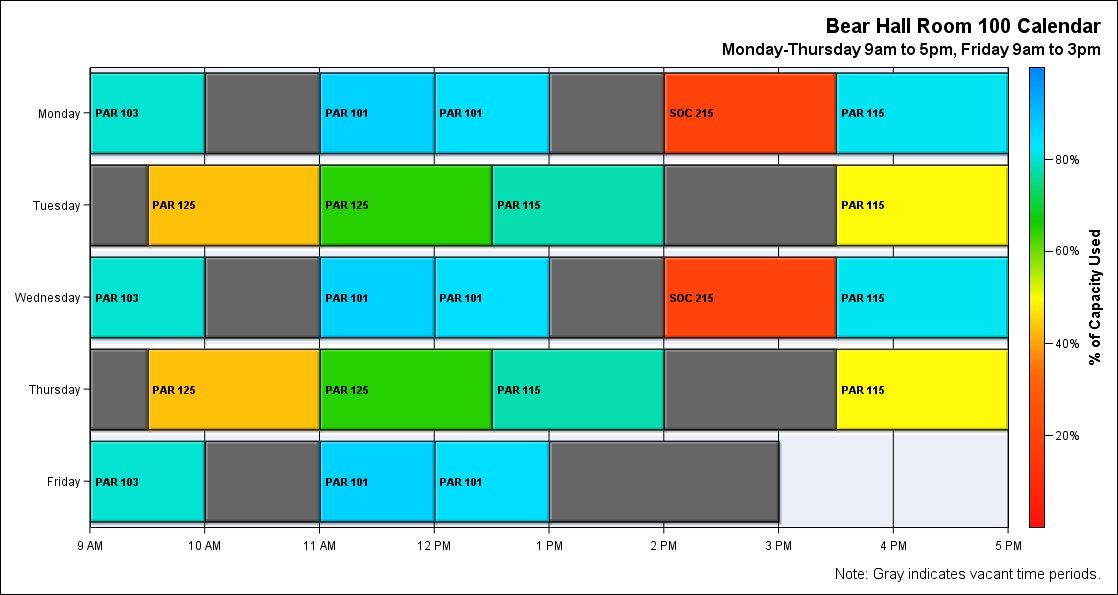 Bear Hall Room 100 Calendar
Monday-Thursday 9am to 5pm, Friday 9am to 3pm
Monday
PAR 103
PAR 101
PAR 101
SOC 215
PAR 115
Tuesday
PAR 125
PAR 125
PAR 115
PAR 115
Wednesday
PAR 103
PAR 101
PAR 101
SOC 215
PAR 115
Thursday
PAR 125
PAR 125
PAR 115
PAR 115
Friday
PAR 103
PAR 101
PAR 101
9 AM
10 AM
11 AM
12 PM
1 PM
2 PM
3 PM
4 PM
5 PM
80%
60%
40%
20%
% of Capacity Used
Note: Gray indicates vacant time periods.